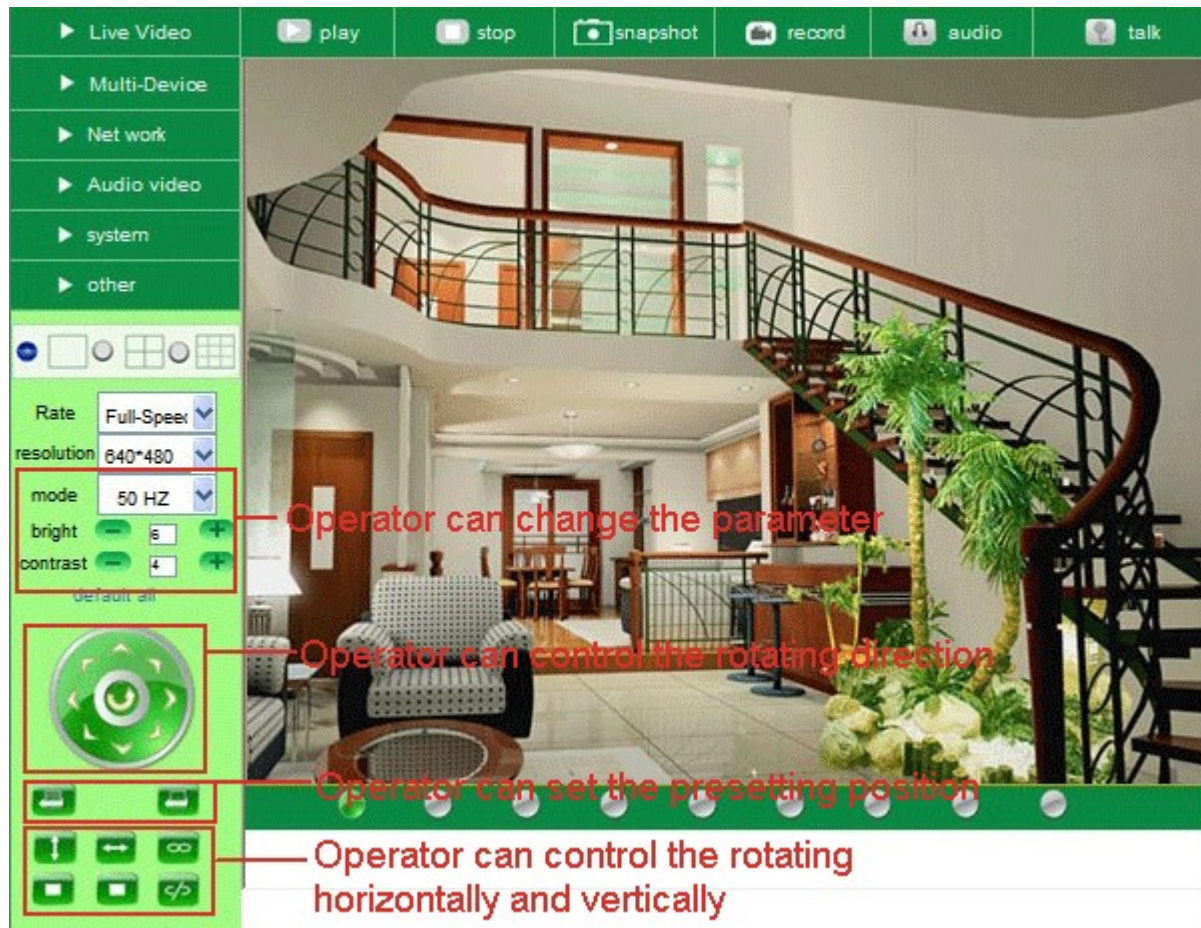 Live Video
play
stop
snapshot
record
audio
talk
Multi-Device
Net work
Audio video
system
other
Rate
Full-Speed
resolution
640*480
mode
50 HZ
Operator can change the parameter
bright
6
contrast
4
default all
Operator can control the rotating direction
Operator can set the presetting position
Operator can control the rotating
horizontally and vertically